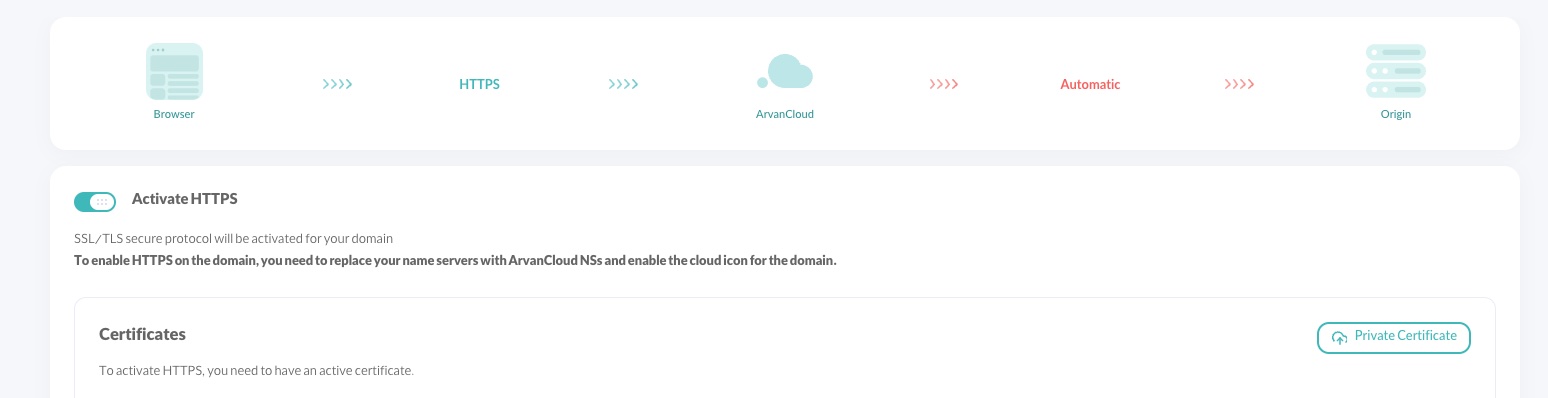 HTTPS
Automatic
Browser
ArvanCloud
Origin
Activate HTTPS
SSL/TLS secure protocol will be activated for your domain
To enable HTTPS on the domain, you need to replace your name servers with ArvanCloud NSs and enable the cloud icon for the domain.
Certificates
Private Certificate
To activate HTTPS, you need to have an active certificate.